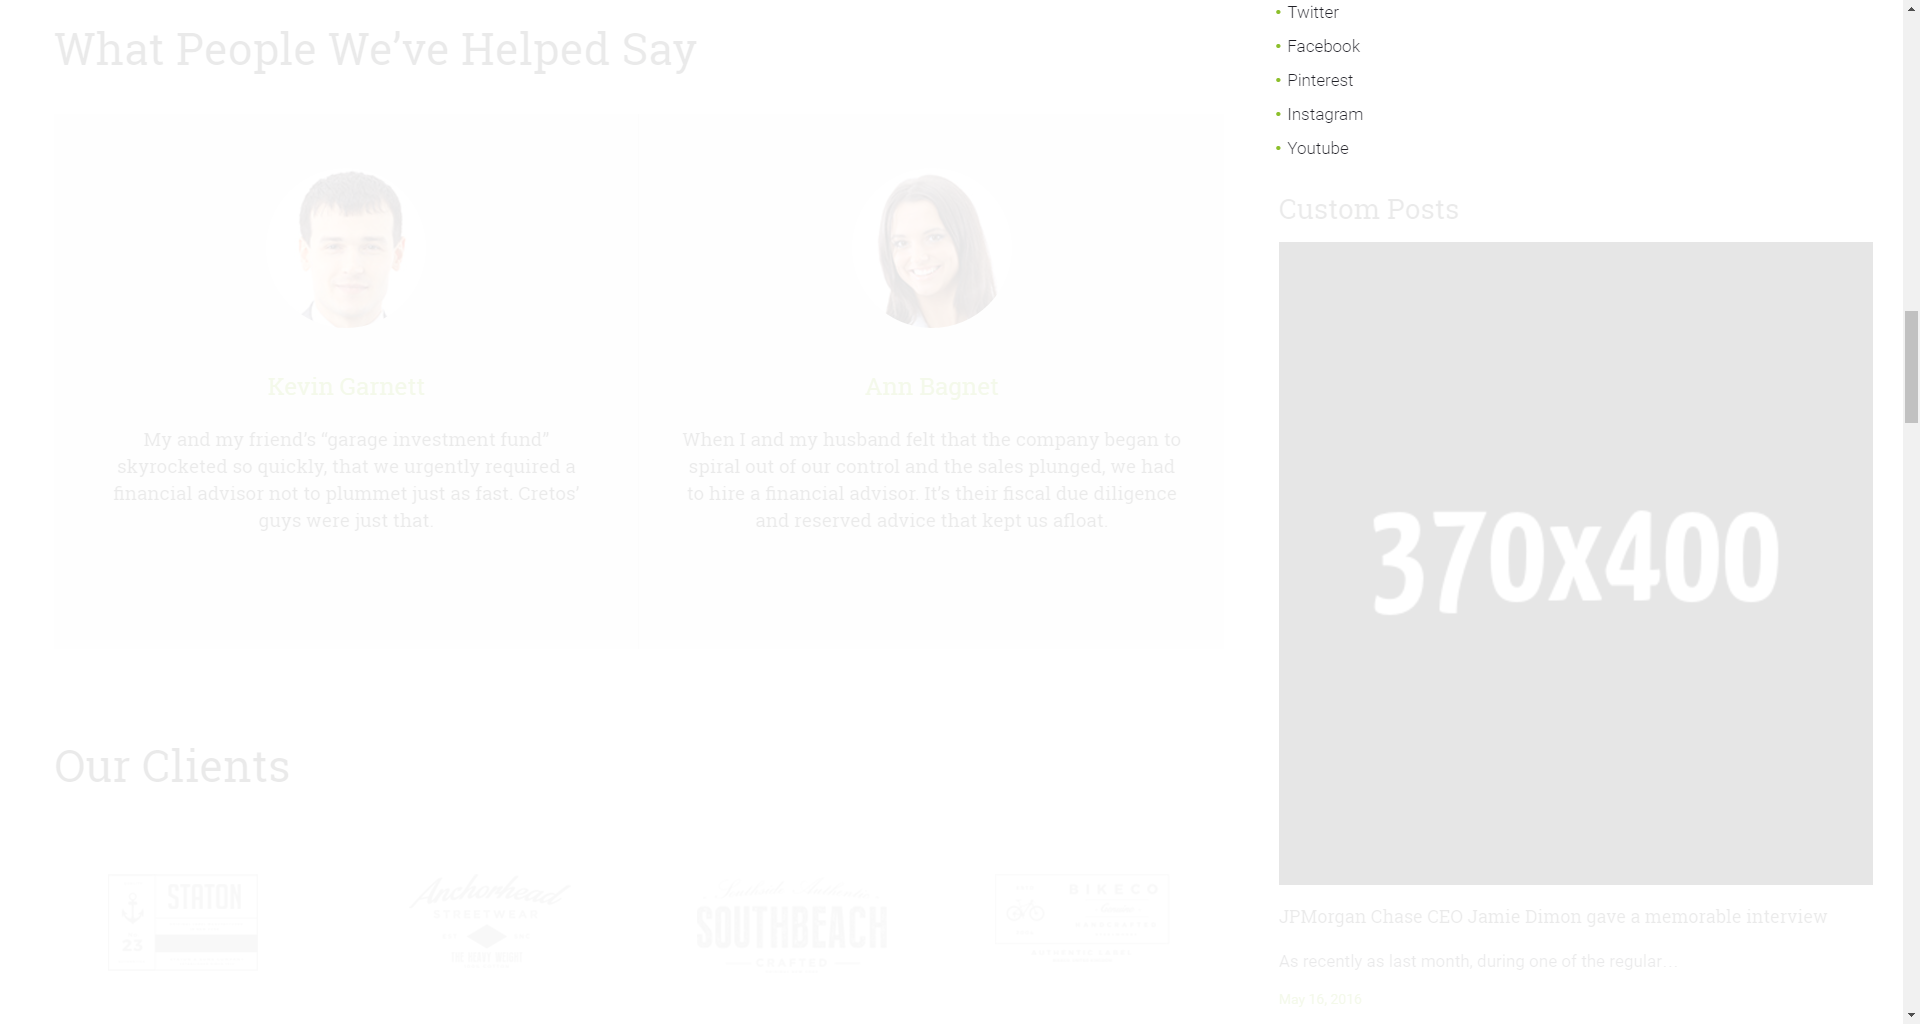 What People We’ve Helped Say
Kevin Garnett
My and my friend’s “garage investment fund”
skyrocketed so quickly, that we urgently required a
financial advisor not to plummet just as fast. Cretos’
guys were just that.
Ann Bagnet
When I and my husband felt that the company began to
spiral out of our control and the sales plunged, we had
to hire a financial advisor. It’s their fiscal due diligence
and reserved advice that kept us afloat.
Our Clients
STATON
23
Anchorhead
STREETWEAR
SOUTHBEACH
CRAFTED
BIKECO
Twitter
Facebook
Pinterest
Instagram
Youtube
Custom Posts
370x400
JPMorgan Chase CEO Jamie Dimon gave a memorable interview
As recently as last month, during one of the regular…
May 16, 2016